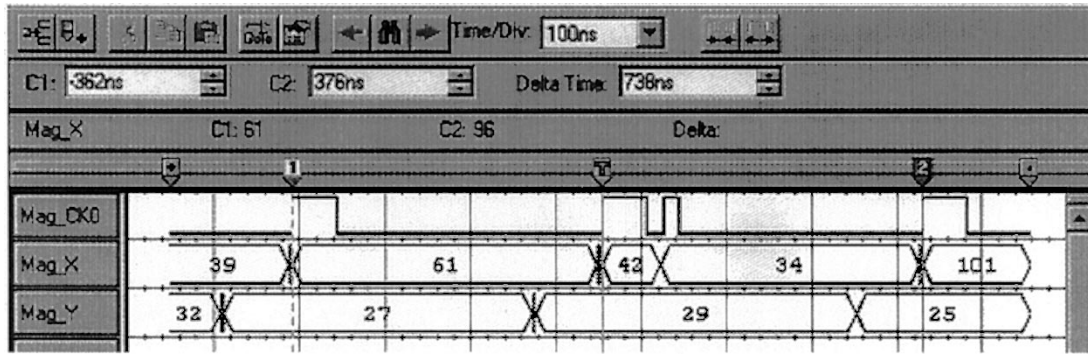 Goto Time/Div: 100ns
C1: -362ns C2: 376ns Delta Time: 738ns
Mag_X C1: 61 C2: 96 Delta:
1 T 2
Mag_CK0
Mag_X 39 61 42 34 101
Mag_Y 32 27 29 25